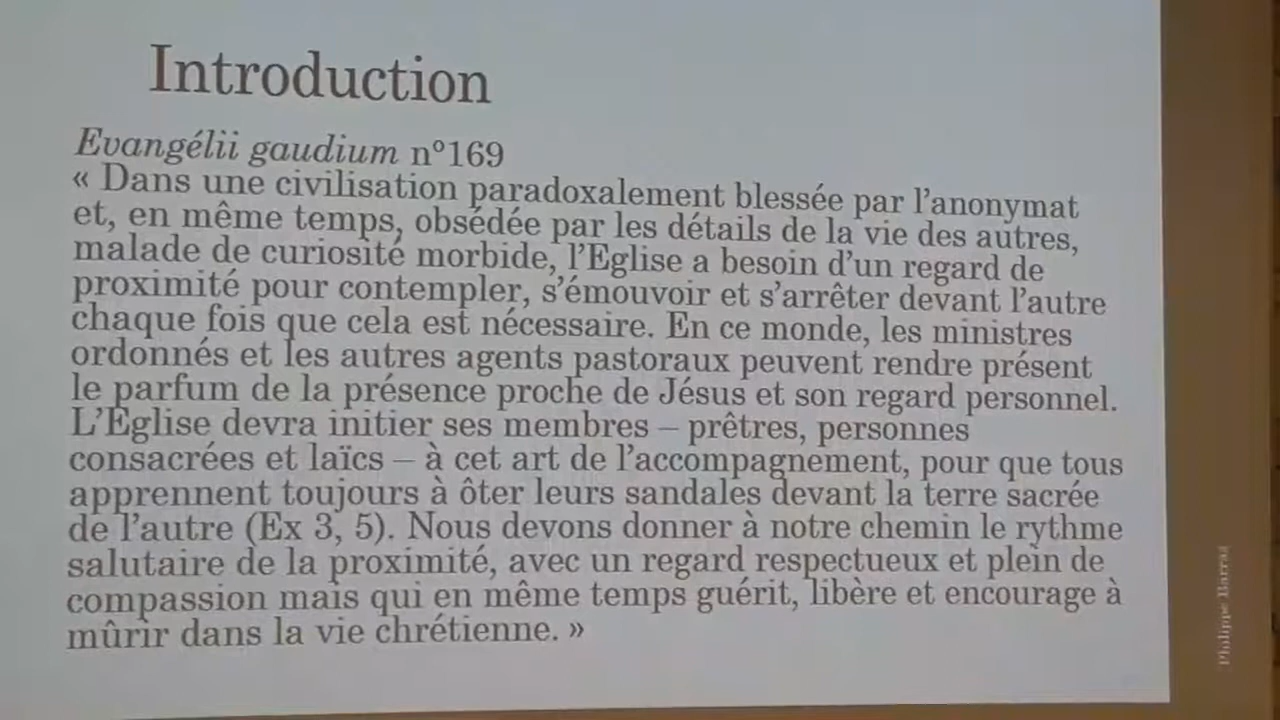 Introduction
Evangélii gaudium n°169
« Dans une civilisation paradoxalement blessée par l'anonymat
et, en même temps, obsédée par les détails de la vie des autres,
malade de curiosité morbide, l'Eglise a besoin d'un regard de
proximité pour contempler, s'émouvoir et s'arrêter devant l'autre
chaque fois que cela est nécessaire. En ce monde, les ministres
ordonnés et les autres agents pastoraux peuvent rendre présent
le parfum de la présence proche de Jésus et son regard personnel.
L'Eglise devra initier ses membres – prêtres, personnes
consacrées et laïcs – à cet art de l'accompagnement, pour que tous
apprennent toujours à ôter leurs sandales devant la terre sacrée
de l'autre (Ex 3, 5). Nous devons donner à notre chemin le rythme
salutaire de la proximité, avec un regard respectueux et plein de
compassion mais qui en même temps guérit, libère et encourage à
mûrir dans la vie chrétienne. »
Philippe Barras